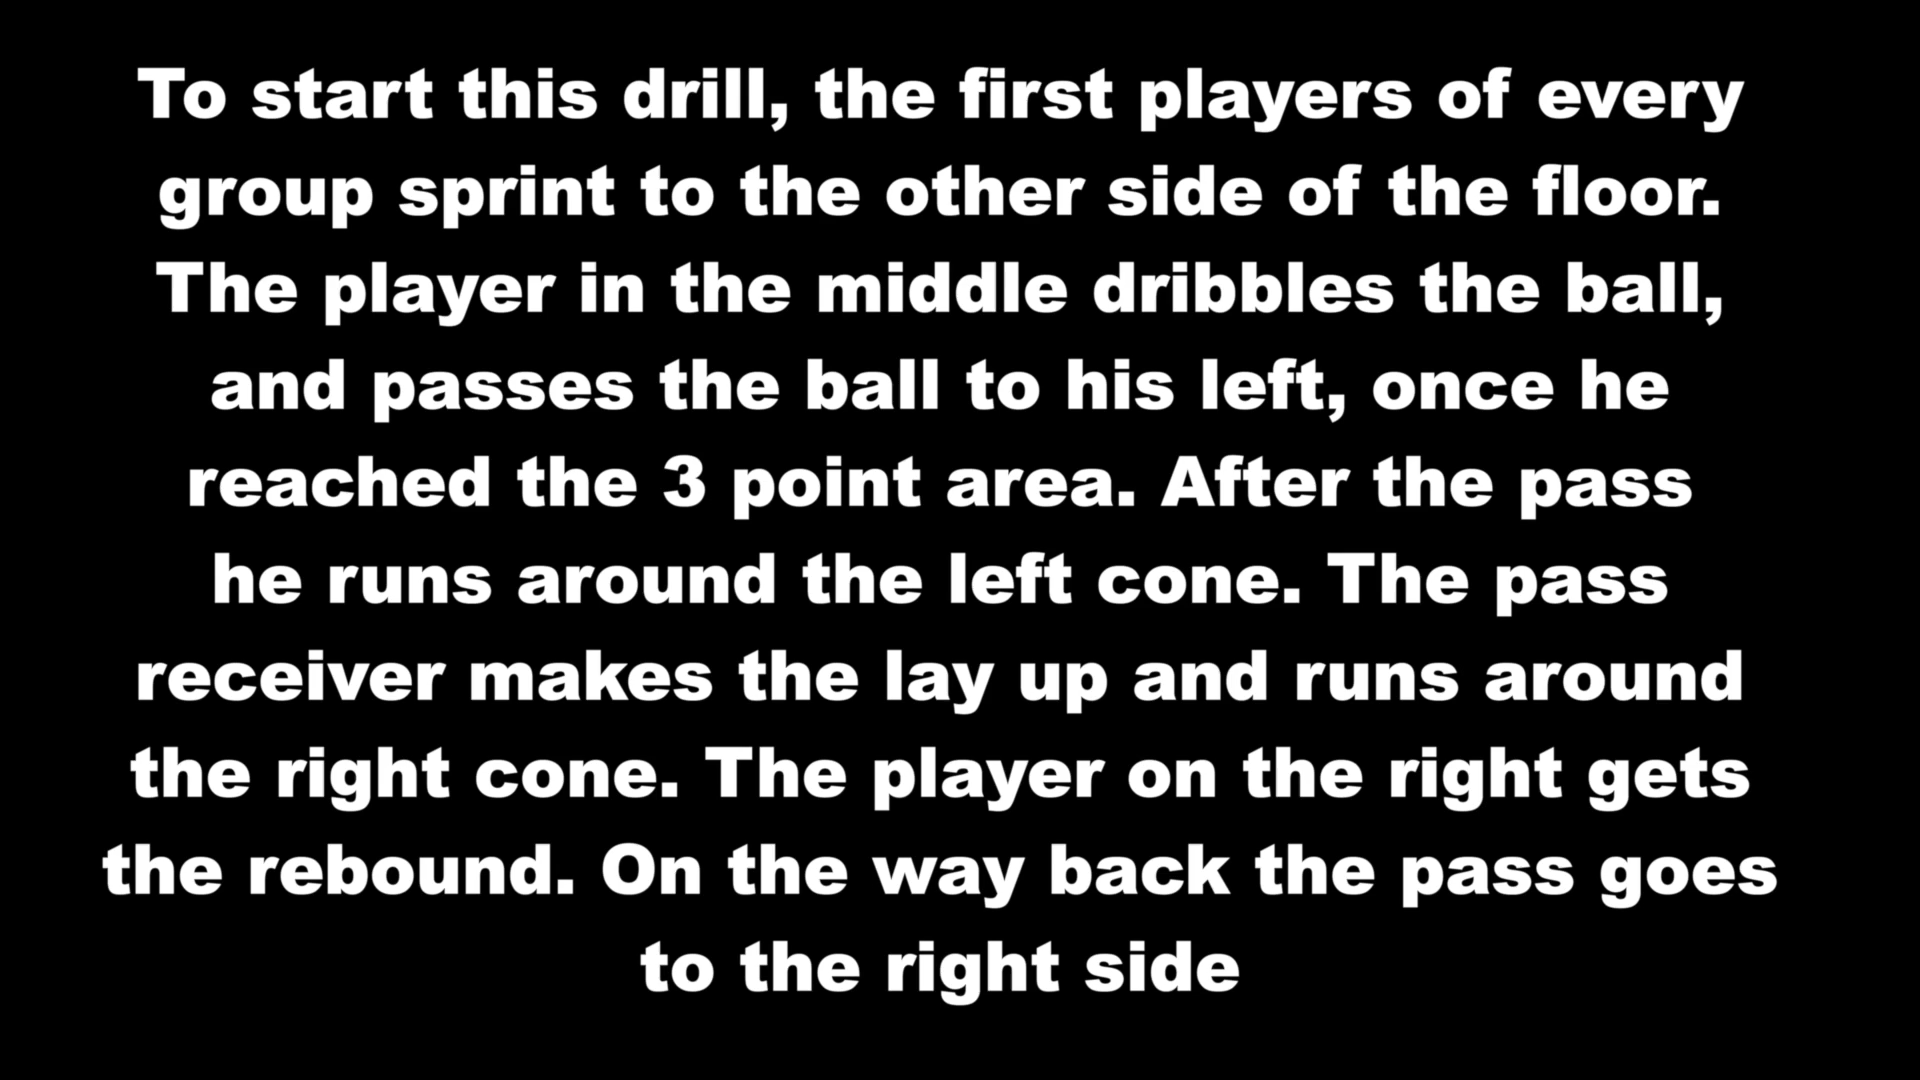 To start this drill, the first players of every
group sprint to the other side of the floor.
The player in the middle dribbles the ball,
and passes the ball to his left, once he
reached the 3 point area. After the pass
he runs around the left cone. The pass
receiver makes the lay up and runs around
the right cone. The player on the right gets
the rebound. On the way back the pass goes
to the right side